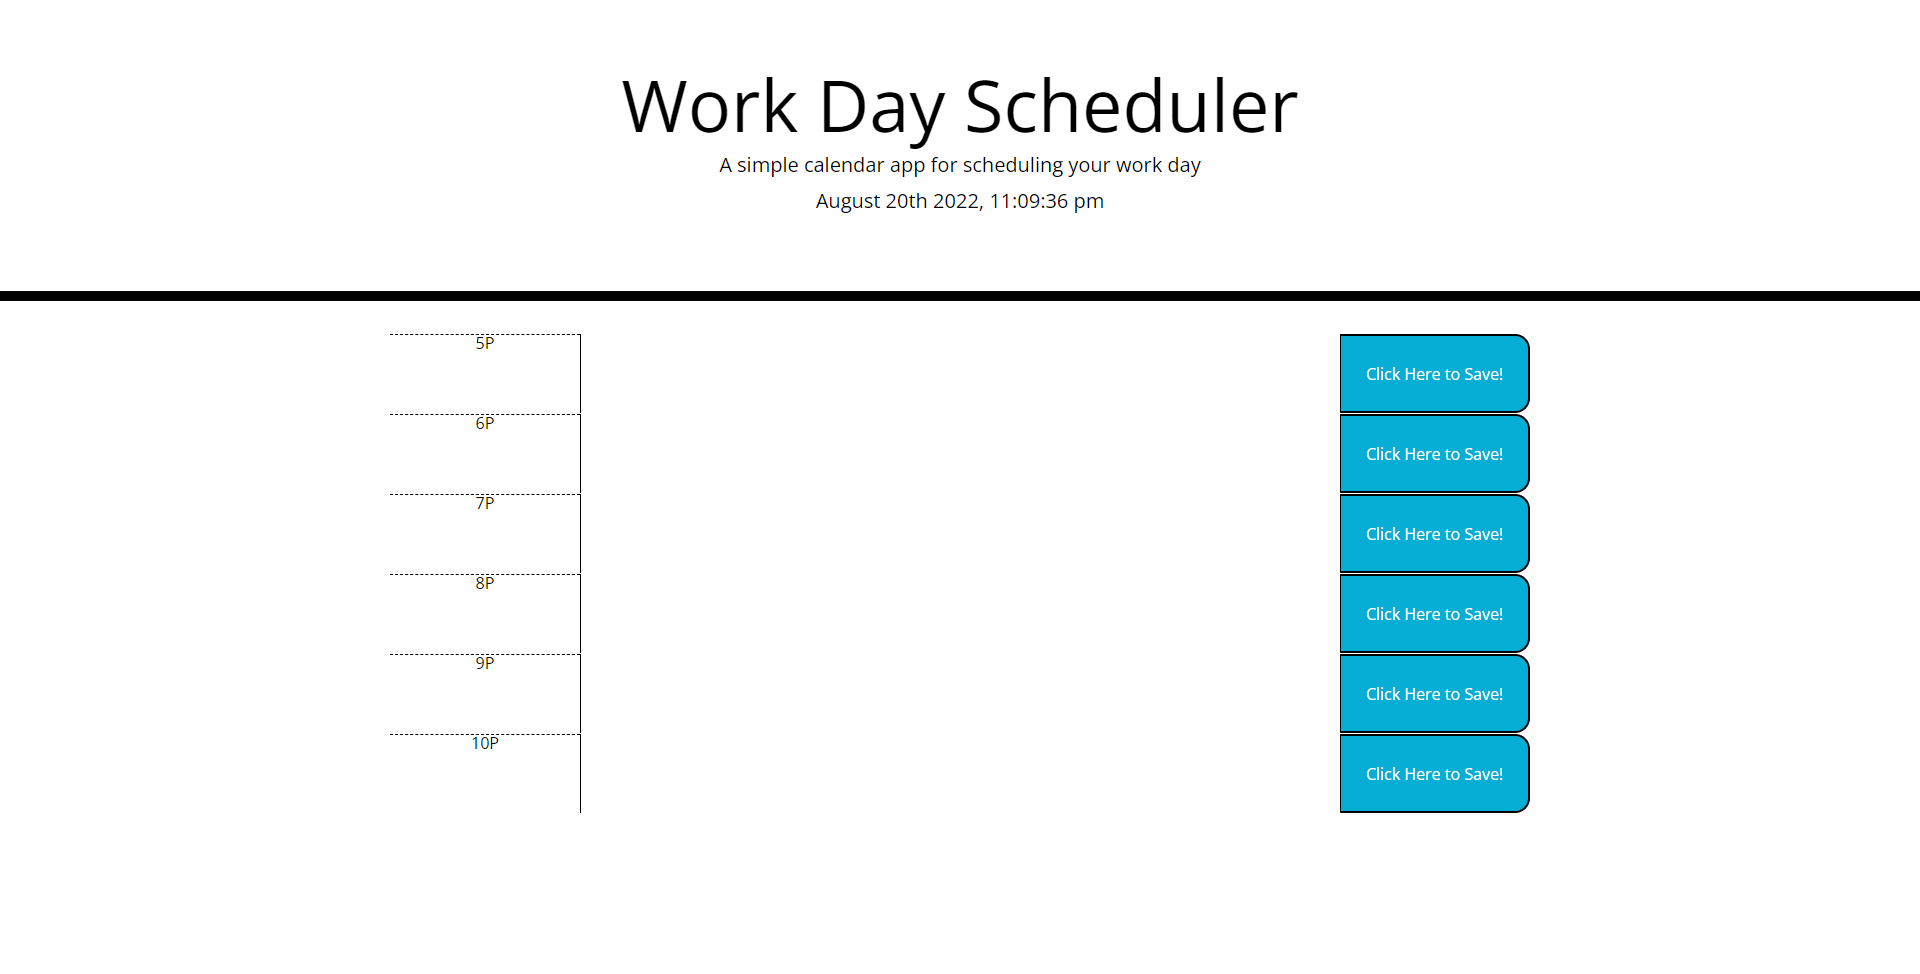 Work Day Scheduler
A simple calendar app for scheduling your work day
August 20th 2022, 11:09:36 pm
5P
Click Here to Save!
6P
Click Here to Save!
7P
Click Here to Save!
8P
Click Here to Save!
9P
Click Here to Save!
10P
Click Here to Save!